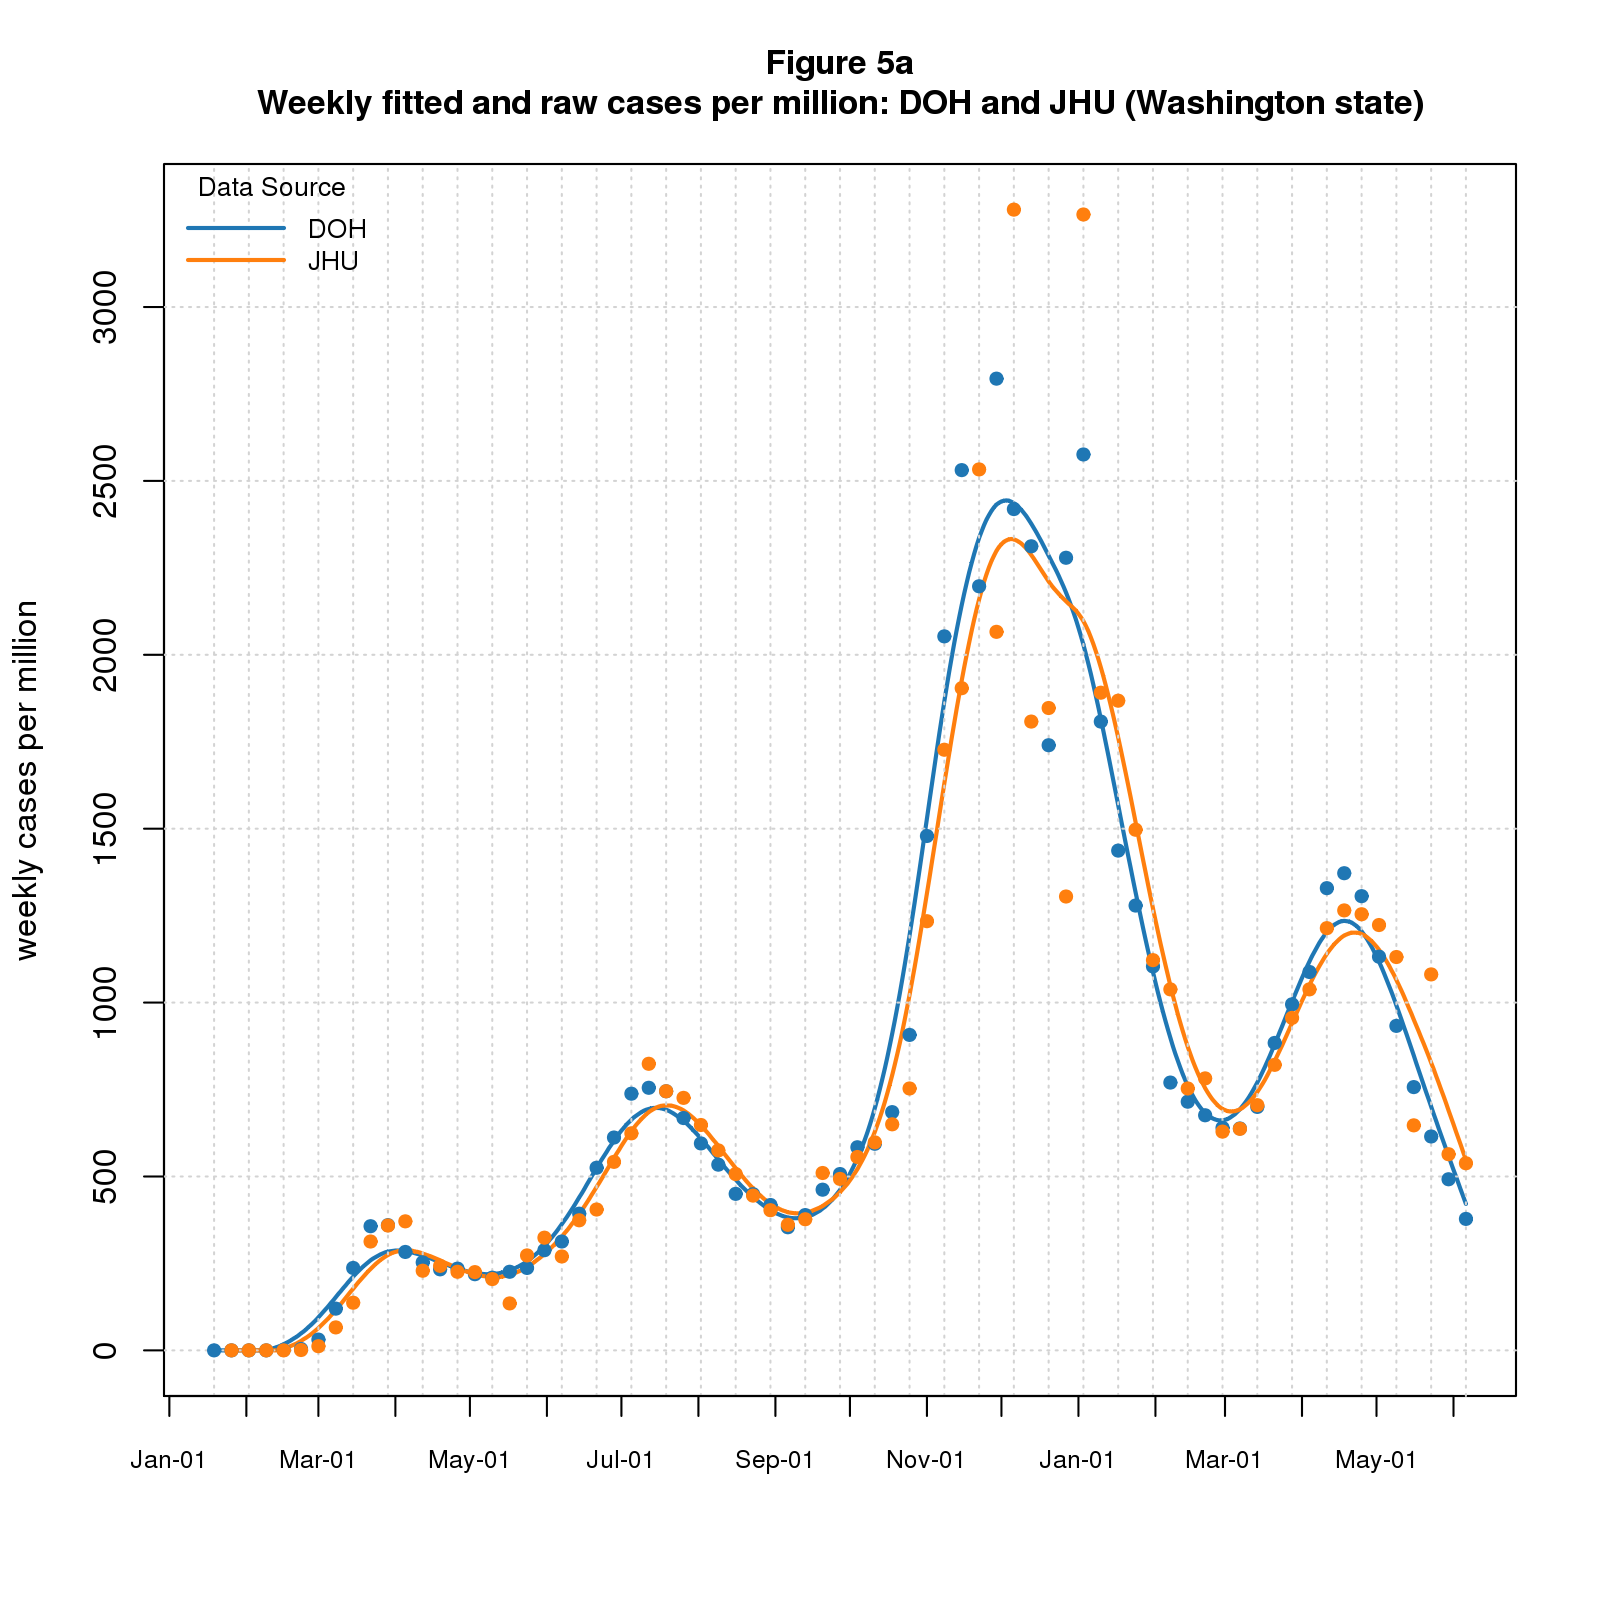 Figure 5a
Weekly fitted and raw cases per million: DOH and JHU (Washington state)
Data Source
DOH
JHU
weekly cases per million
3000
2500
2000
1500
1000
500
0
Jan-01 Mar-01 May-01 Jul-01 Sep-01 Nov-01 Jan-01 Mar-01 May-01